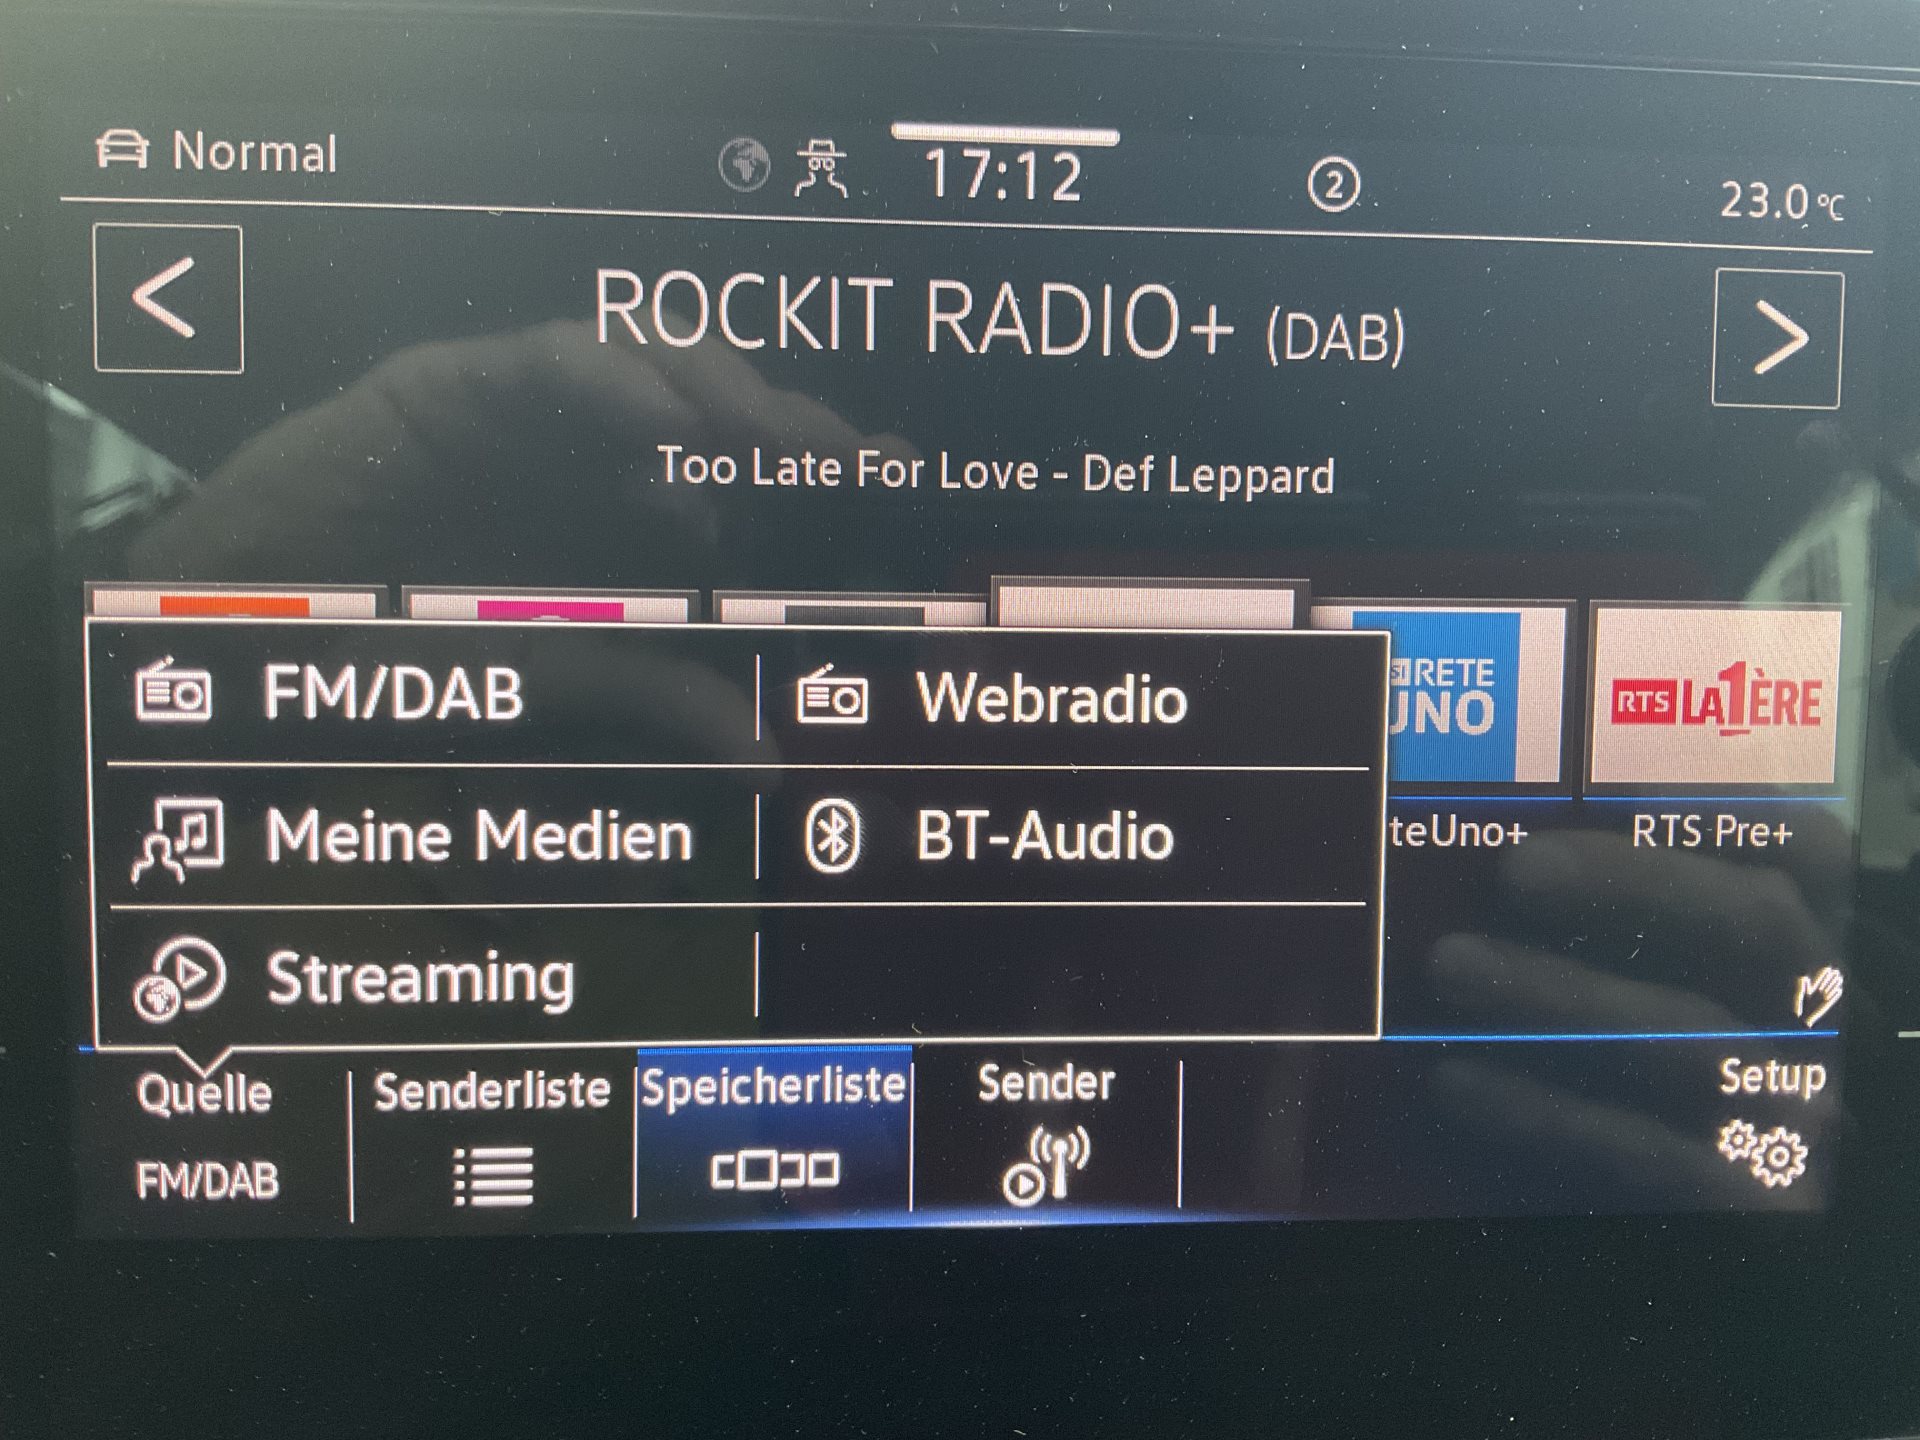 Normal
17:12
2
23.0 °C
ROCKIT RADIO+ (DAB)
Too Late For Love - Def Leppard
FM/DAB
Webradio
Meine Medien
BT-Audio
Streaming
RETE
UNO
RTS LA 1ÈRE
teUno+
RTS Pre+
Quelle
FM/DAB
Senderliste
Speicherliste
Sender
Setup